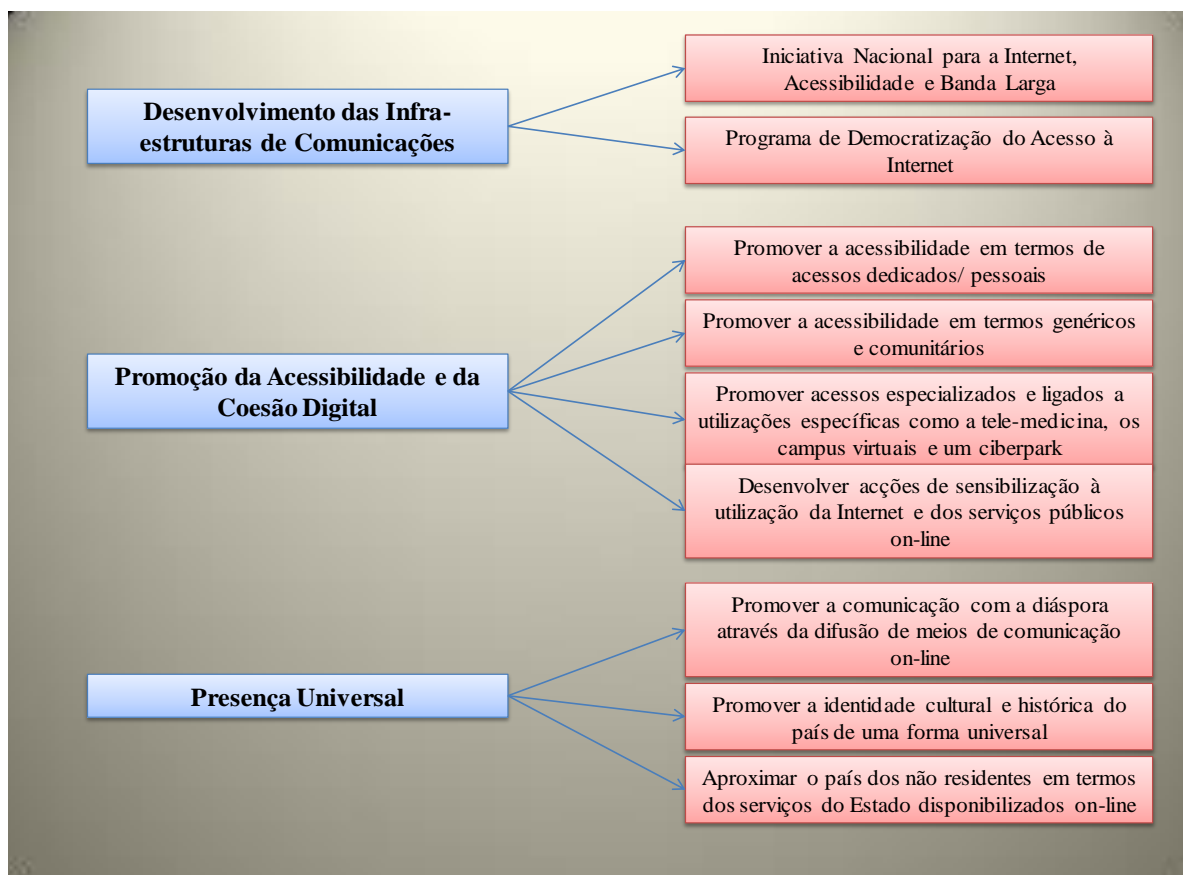 Desenvolvimento das Infra-
estruturas de Comunicações
Iniciativa Nacional para a Internet,
Acessibilidade e Banda Larga
Programa de Democratização do Acesso à
Internet
Promoção da Acessibilidade e da
Coesão Digital
Promover a acessibilidade em termos de
acessos dedicados/ pessoais
Promover a acessibilidade em termos genéricos
e comunitários
Promover acessos especializados e ligados a
utilizações específicas como a tele-medicina, os
campus virtuais e um ciberpark
Desenvolver acções de sensibilização à
utilização da Internet e dos serviços públicos
on-line
Presença Universal
Promover a comunicação com a diáspora
através da difusão de meios de comunicação
on-line
Promover a identidade cultural e histórica do
país de uma forma universal
Aproximar o país dos não residentes em termos
dos serviços do Estado disponibilizados on-line